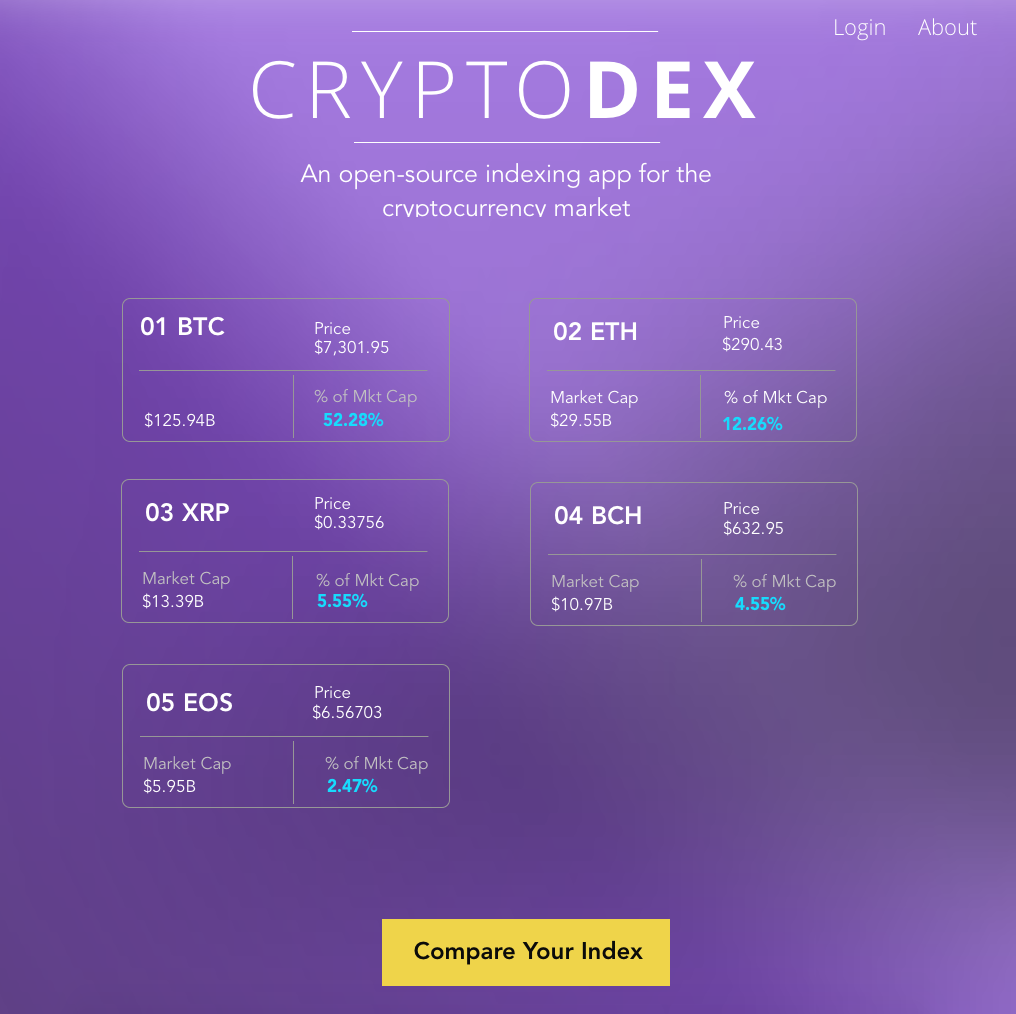 Login About
CRYPTODEX
An open-source indexing app for the
cryptocurrency market
01 BTC
Price
$7,301.95
$125.94B
% of Mkt Cap
52.28%
02 ETH
Price
$290.43
Market Cap
$29.55B
% of Mkt Cap
12.26%
03 XRP
Price
$0.33756
Market Cap
$13.39B
% of Mkt Cap
5.55%
04 BCH
Price
$632.95
Market Cap
$10.97B
% of Mkt Cap
4.55%
05 EOS
Price
$6.56703
Market Cap
$5.95B
% of Mkt Cap
2.47%
Compare Your Index